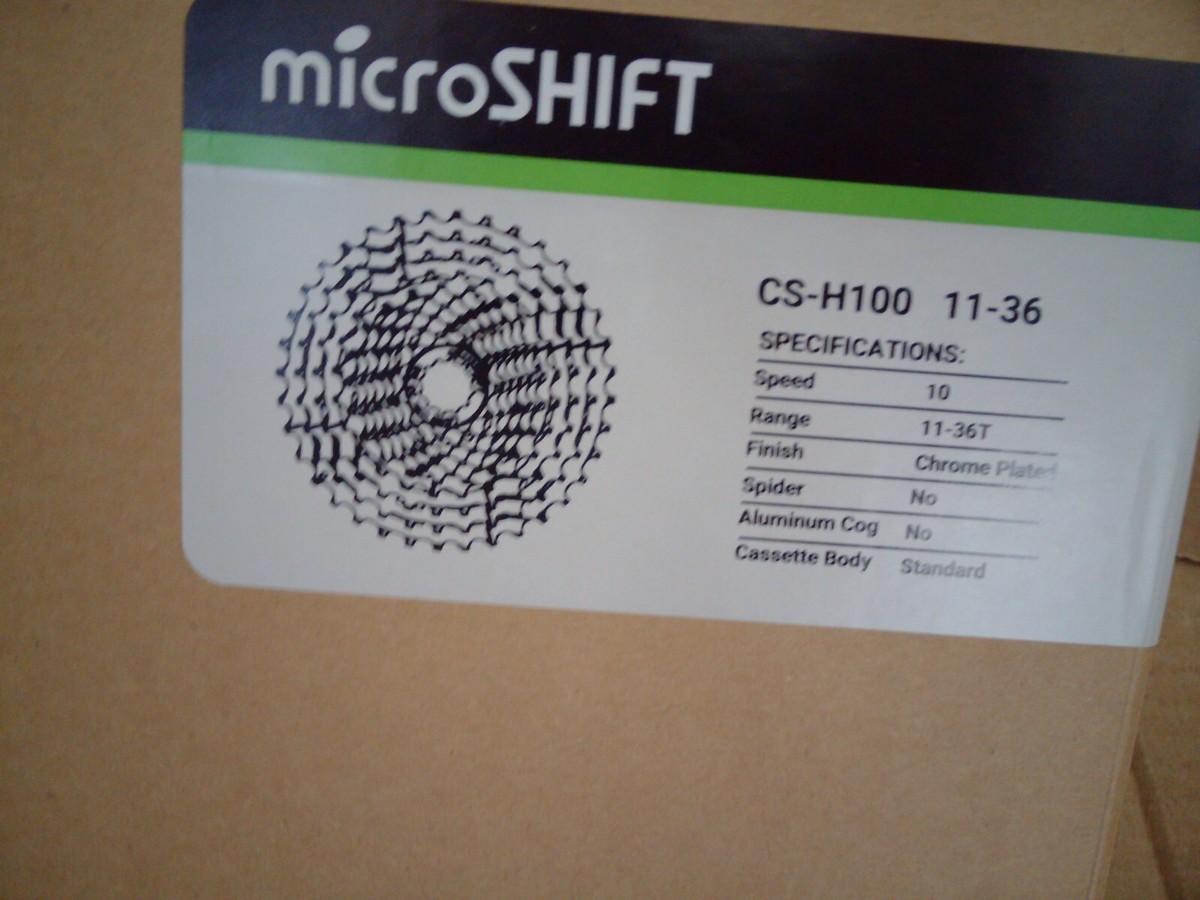 microSHIFT
CS-H100 11-36
SPECIFICATIONS:
Speed 10
Range 11-36T
Finish Chrome Plated
Spider No
Aluminum Cog No
Cassette Body Standard